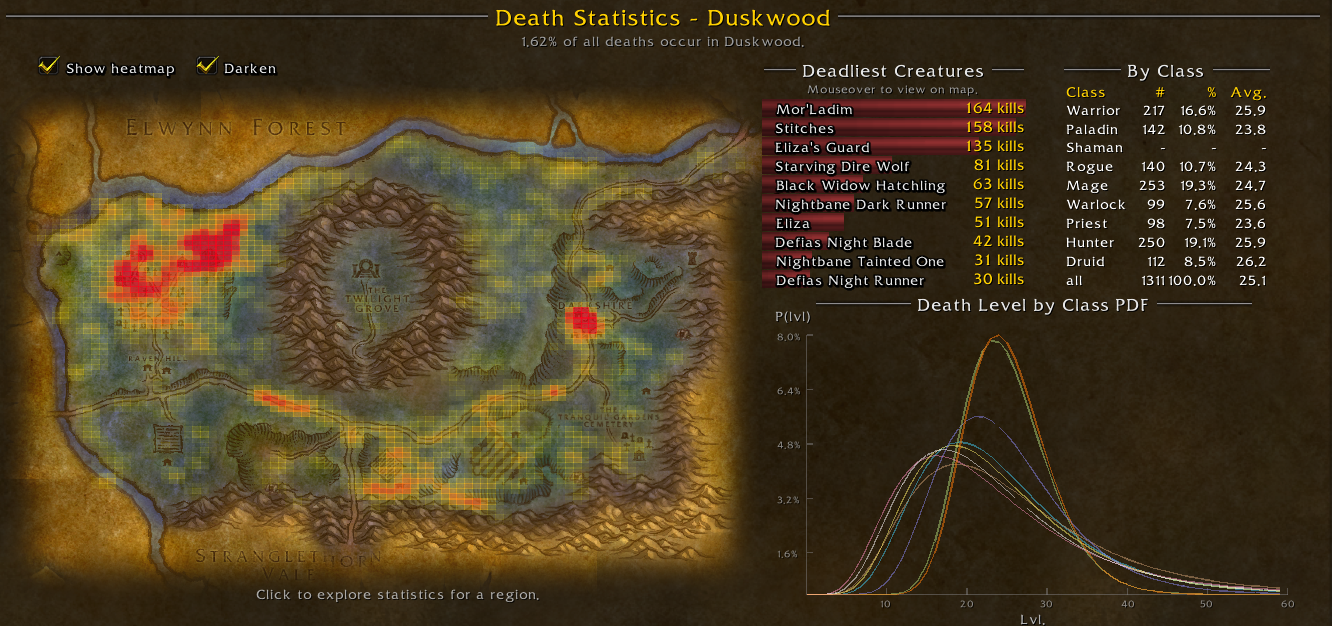 Death Statistics - Duskwood
1,62% of all deaths occur in Duskwood.
Show heatmap
Darken
ELWYNN FOREST
THE
TWILIGHT
GROVE
DARKSHIRE
RAVEN HILL
TRANQUIL GARDENS
CEMETERY
VALE
Click to explore statistics for a region.
Deadliest Creatures
Mouseover to view on map.
Mor'Ladim 164 kills
Stitches 158 kills
Eliza's Guard 135 kills
Starving Dire Wolf 81 kills
Black Widow Hatchling 63 kills
Nightbane Dark Runner 57 kills
Eliza 51 kills
Defias Night Blade 42 kills
Nightbane Tainted One 31 kills
Defias Night Runner 30 kills
By Class
Class # % Avg.
Warrior 217 16,6% 25,9
Paladin 142 10,8% 23,8
Shaman - - -
Rogue 140 10,7% 24,3
Mage 253 19,3% 24,7
Warlock 99 7,6% 25,6
Priest 98 7,5% 23,6
Hunter 250 19,1% 25,9
Druid 112 8,5% 26,2
all 1311 100,0% 25,1
Death Level by Class PDF
P(lvl)
8,0%
6,4%
4,8%
3,2%
1,6%
10 20 30 40 50 60
Lvl.